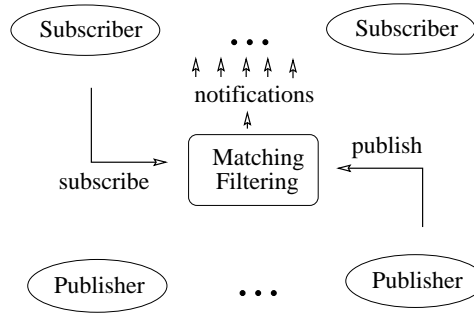 Subscriber
Subscriber
...
notifications
Matching
Filtering
subscribe
publish
Publisher
...
Publisher